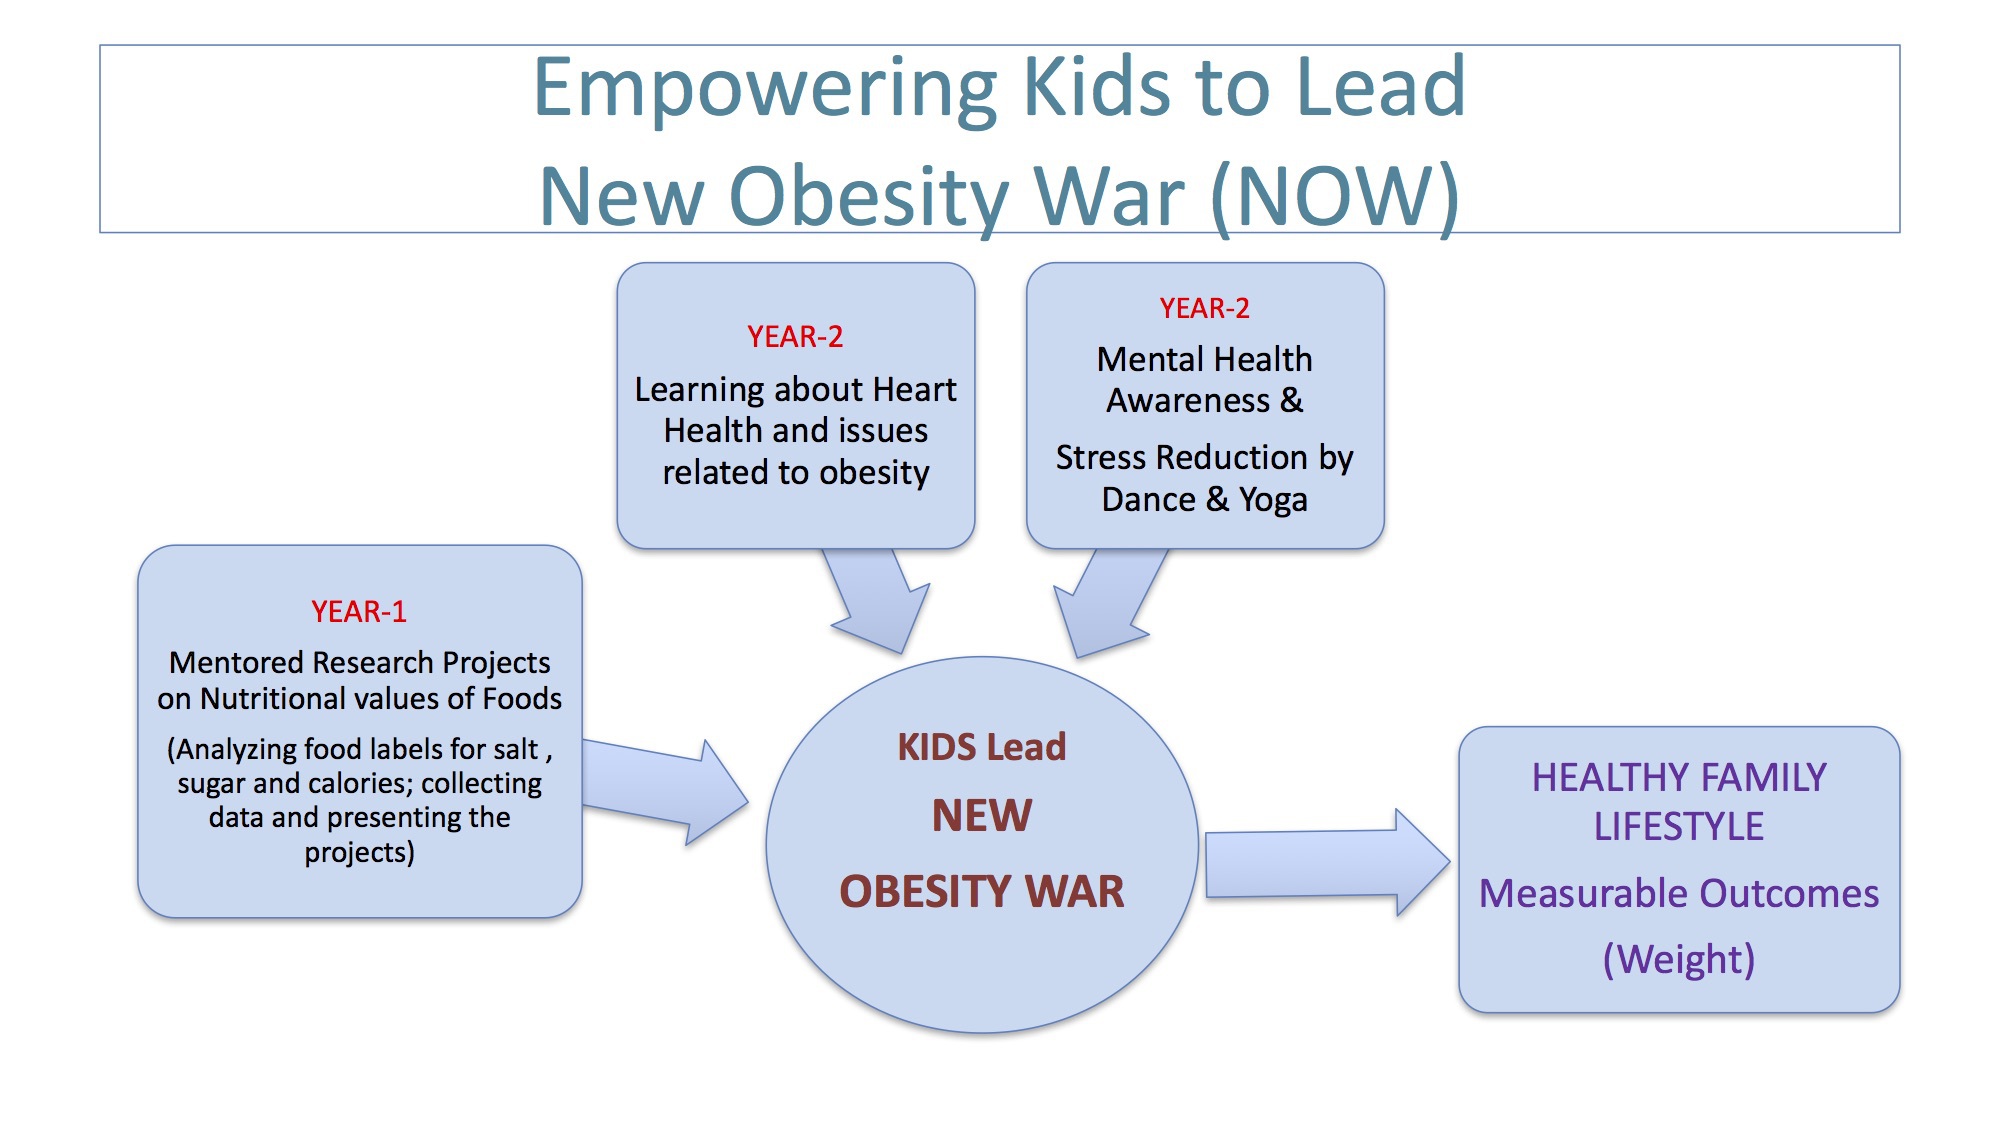 Empowering Kids to Lead
New Obesity War (NOW)
YEAR-2
Learning about Heart
Health and issues
related to obesity
YEAR-2
Mental Health
Awareness &
Stress Reduction by
Dance & Yoga
YEAR-1
Mentored Research Projects
on Nutritional values of Foods
(Analyzing food labels for salt ,
sugar and calories; collecting
data and presenting the
projects)
KIDS Lead
NEW
OBESITY WAR
HEALTHY FAMILY
LIFESTYLE
Measurable Outcomes
(Weight)